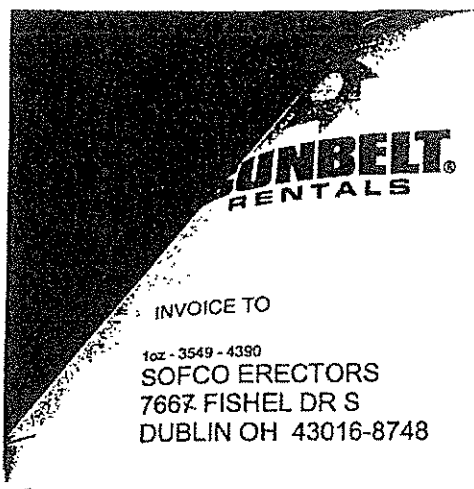 SUNBELT®
RENTALS
INVOICE TO
1oz - 3549 - 4390
SOFCO ERECTORS
7667 FISHEL DR S
DUBLIN OH 43016-8748